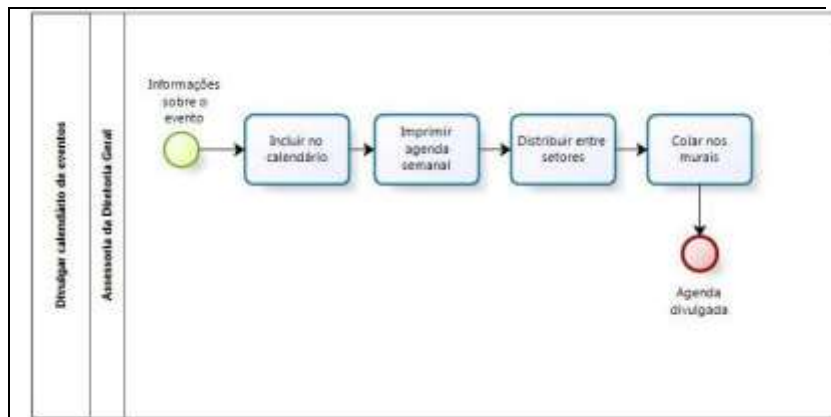 Divulgar calendário de eventos
Assessoria da Diretoria Geral
Informações
sobre o
evento
Incluir no
calendário
Imprimir
agenda
semanal
Distribuir entre
setores
Colar nos
murais
Agenda
divulgada